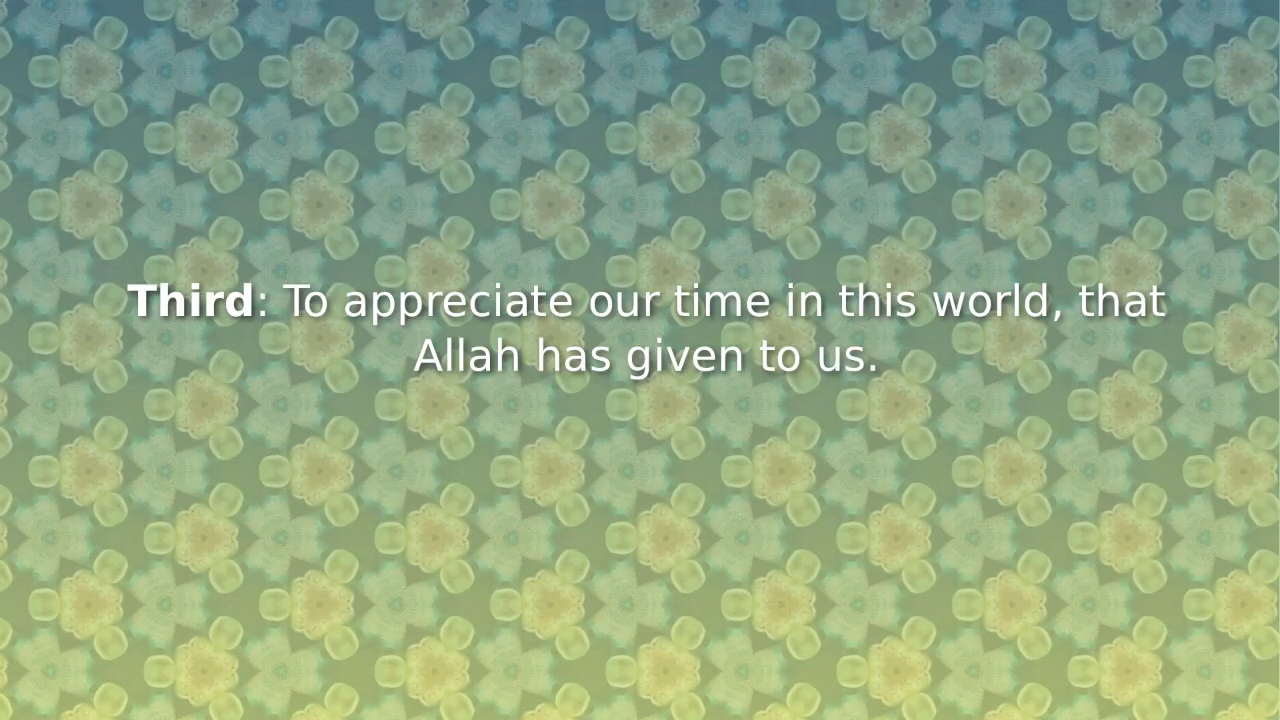 Third: To appreciate our time in this world, that
Allah has given to us.